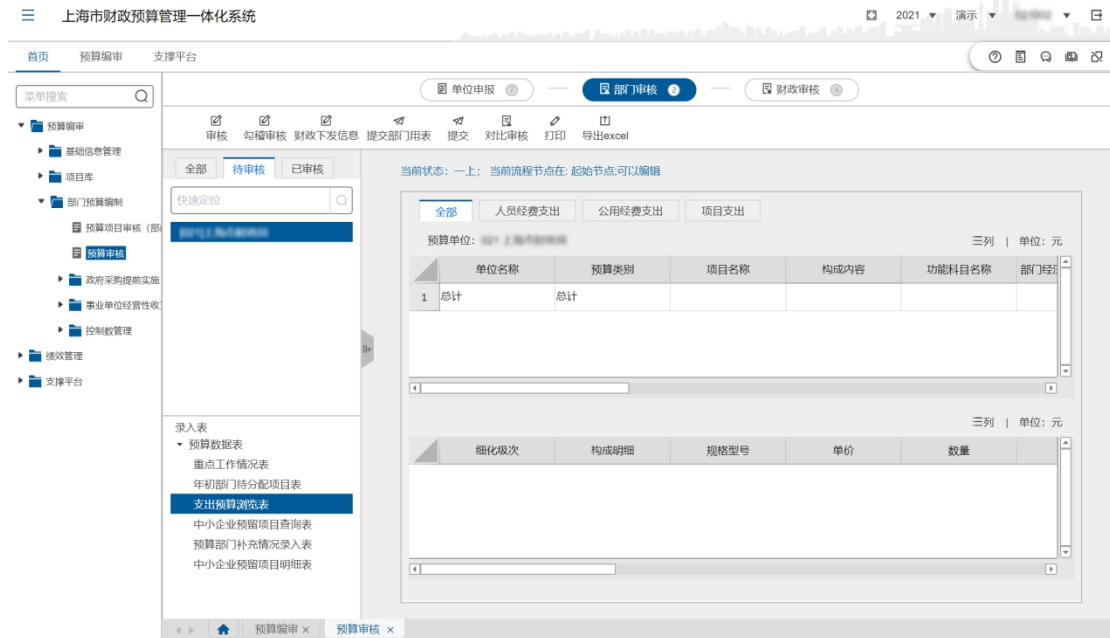 上海市财政预算管理一体化系统
2021
演示
首页 预算编审 支撑平台
菜单搜索
预算编审
基础信息管理
项目库
部门预算编制
预算项目审核（部
预算审核
政府采购提前实施
事业单位经营性收
控制数管理
绩效管理
支撑平台
单位申报 7
部门审核 2
财政审核 4
审核 勾稽审核 财政下发信息 提交部门用表 提交 对比审核 打印 导出excel
全部 待审核 已审核
快速定位
录入表
预算数据表
重点工作情况表
年初部门待分配项目表
支出预算浏览表
中小企业预留项目查询表
预算部门补充情况录入表
中小企业预留项目明细表
当前状态：一上； 当前流程节点在: 起始节点;可以编辑
全部 人员经费支出 公用经费支出 项目支出
预算单位:
列 | 单位: 元
单位名称 预算类别 项目名称 构成内容 功能科目名称 部门经济
1 总计 总计
列 | 单位: 元
细化级次 构成明细 规格型号 单价 数量
预算编审 × 预算审核 ×